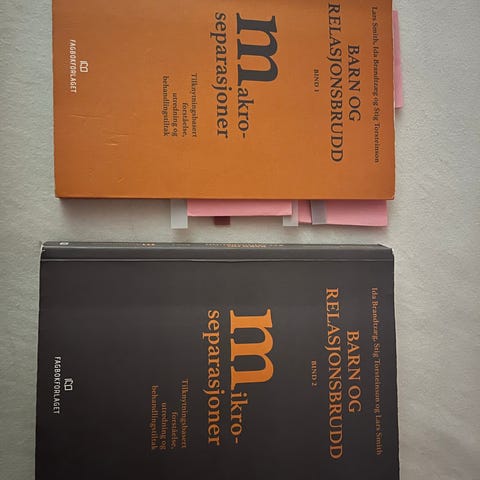 Lars Smith, Ida Brandtzæg og Stig Torsteinson
BARN OG
RELASJONSBRUDD
BIND 1
Makro-
separasjoner
Tilknytningsbasert
forståelse,
utredning og
behandlingstiltak
FAGBOKFORLAGET
Ida Brandtzæg, Stig Torsteinson og Lars Smith
BARN OG
RELASJONSBRUDD
BIND 2
Mikro-
separasjoner
Tilknytningsbasert
forståelse,
utredning og
behandlingstiltak
FAGBOKFORLAGET